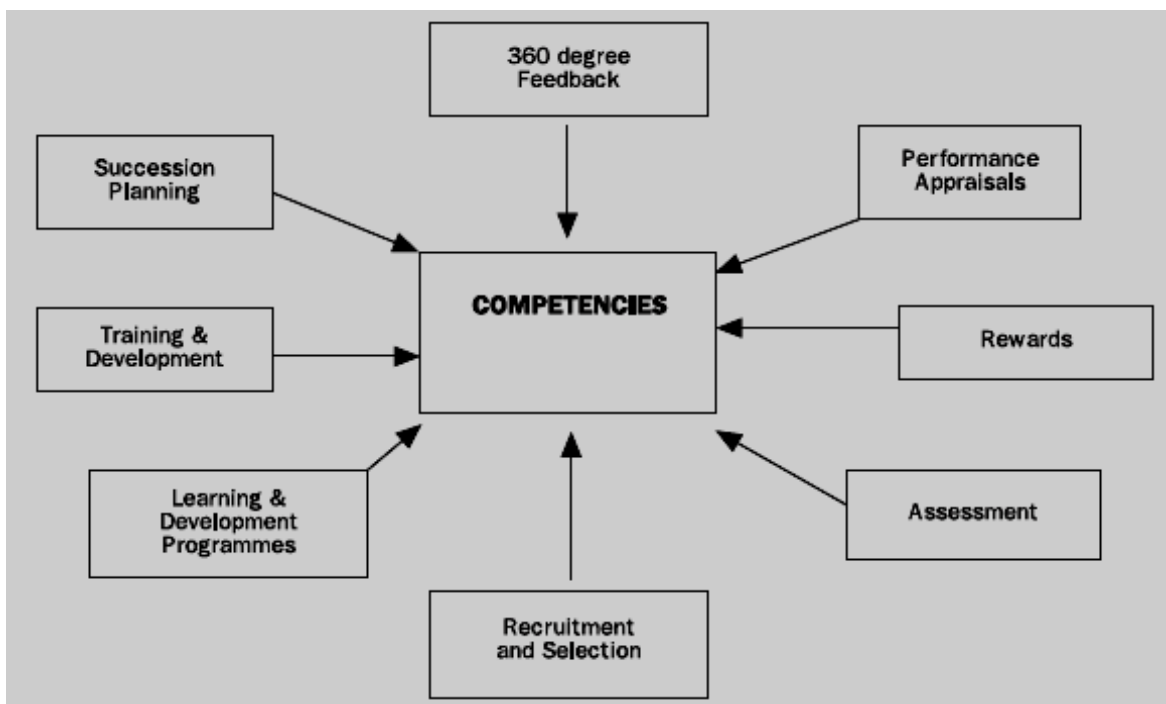 360 degree
Feedback
Succession
Planning
Performance
Appraisals
COMPETENCIES
Training &
Development
Rewards
Learning &
Development
Programmes
Assessment
Recruitment
and Selection